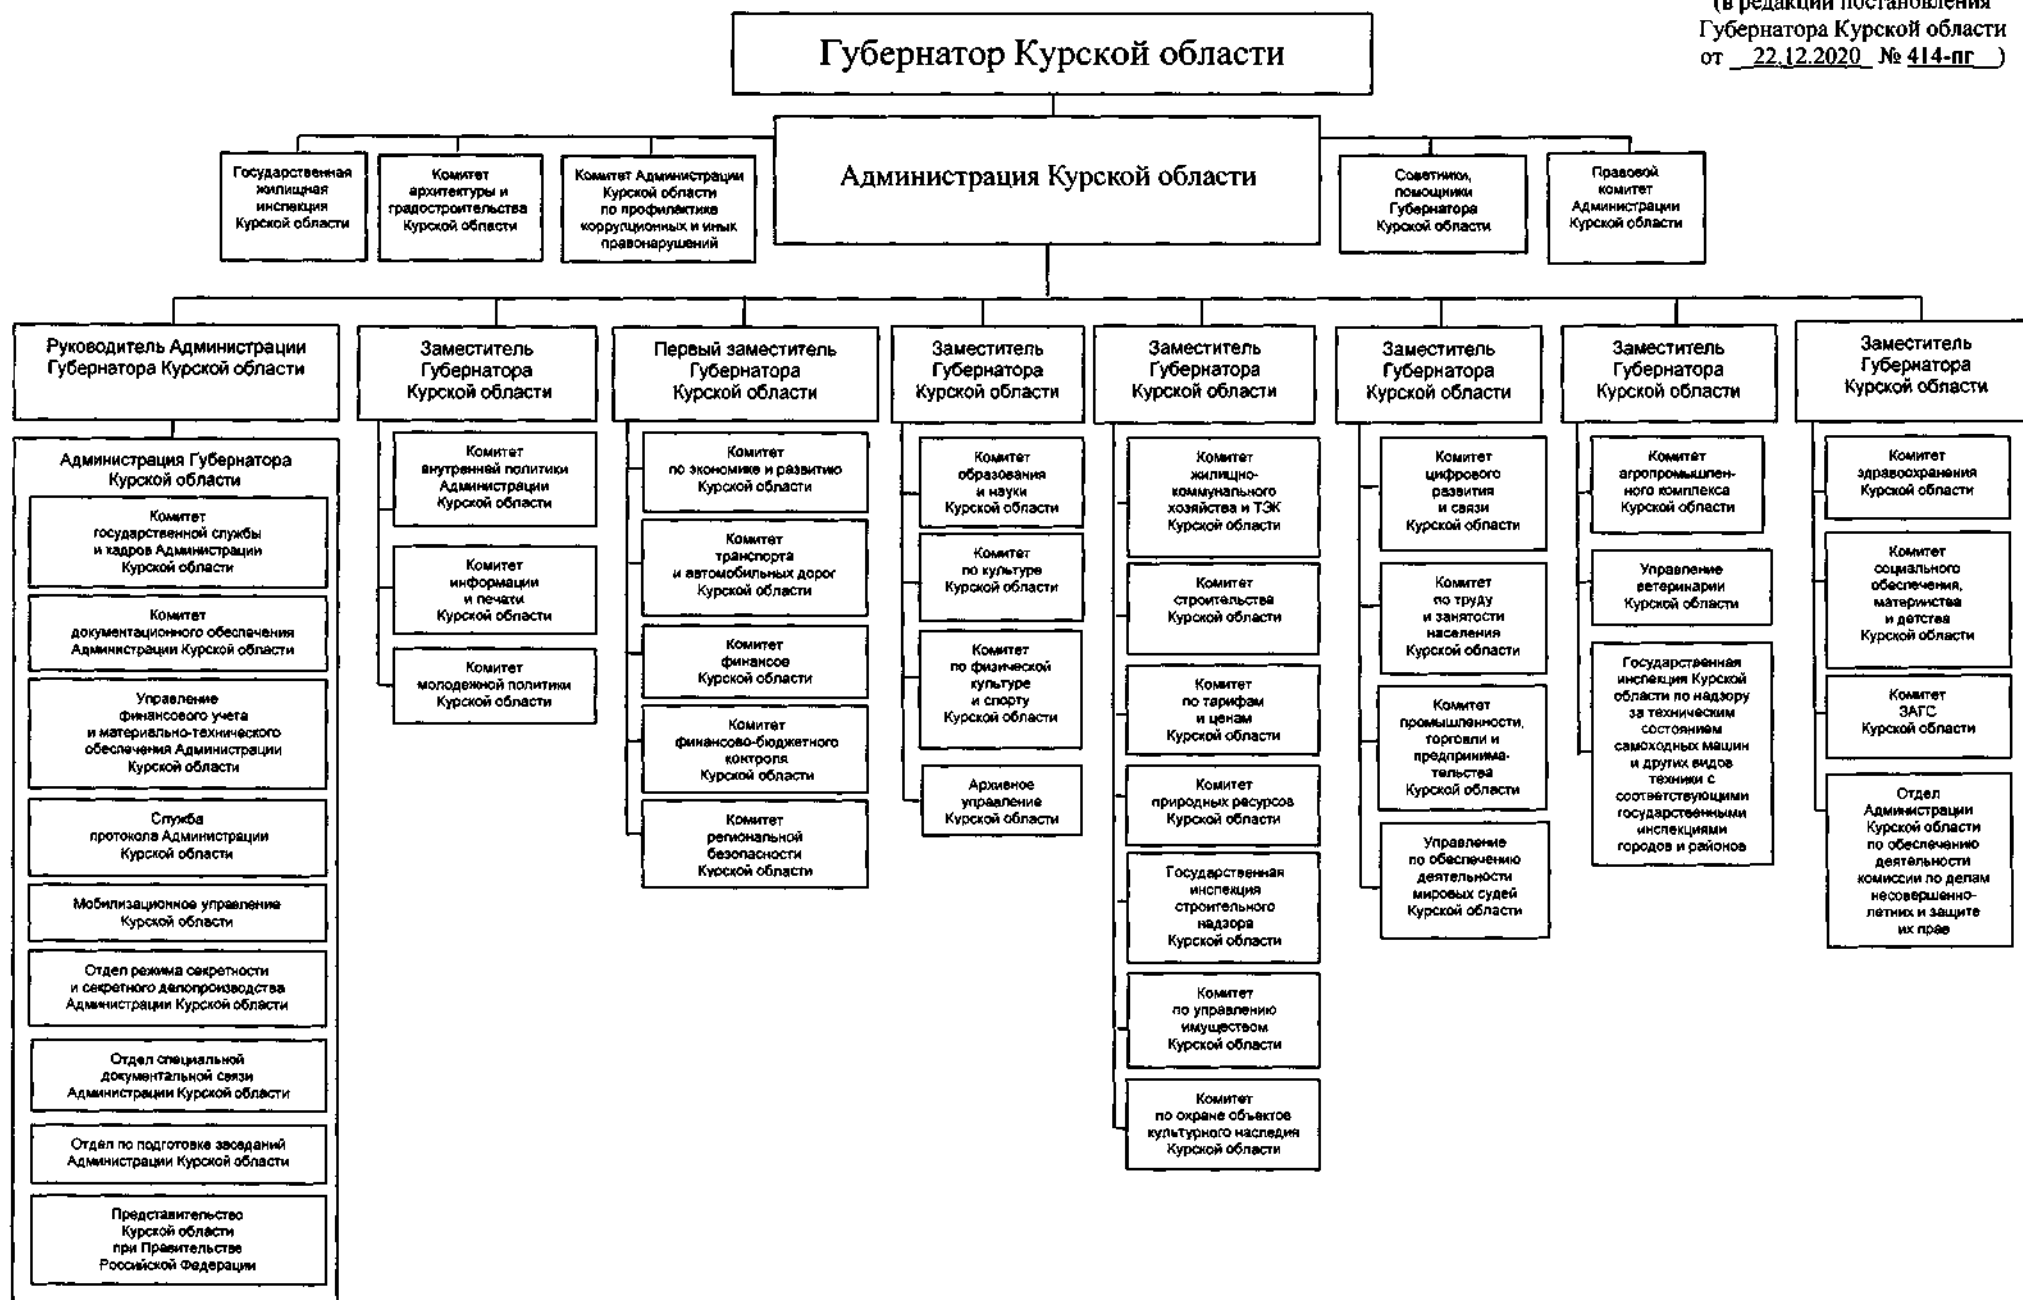 (в редакции постановления
Губернатора Курской области
от 22.12.2020 № 414-пг )
Губернатор Курской области
Администрация Курской области
Государственная
жилищная
инспекция
Курской области
Комитет
архитектуры и
градостроительства
Курской области
Комитет Администрации
Курской области
по профилактике
коррупционных и иных
правонарушений
Советники,
помощники
Губернатора
Курской области
Правовой
комитет
Администрации
Курской области
Руководитель Администрации
Губернатора Курской области
Администрация Губернатора
Курской области
Комитет
государственной службы
и кадров Администрации
Курской области
Комитет
документационного обеспечения
Администрации Курской области
Управление
финансового учета
и материально-технического
обеспечения Администрации
Курской области
Служба
протокола Администрации
Курской области
Мобилизационное управление
Курской области
Отдел режима секретности
и секретного делопроизводства
Администрации Курской области
Отдел специальной
документальной связи
Администрации Курской области
Отдел по подготовке заседаний
Администрации Курской области
Представительство
Курской области
при Правительстве
Российской Федерации
Заместитель
Губернатора
Курской области
Комитет
внутренней политики
Администрации
Курской области
Комитет
информации
и печати
Курской области
Комитет
молодежной политики
Курской области
Первый заместитель
Губернатора
Курской области
Комитет
по экономике и развитию
Курской области
Комитет
транспорта
и автомобильных дорог
Курской области
Комитет
финансов
Курской области
Комитет
финансово-бюджетного
контроля
Курской области
Комитет
региональной
безопасности
Курской области
Заместитель
Губернатора
Курской области
Комитет
образования
и науки
Курской области
Комитет
по культуре
Курской области
Комитет
по физической
культуре
и спорту
Курской области
Архивное
управление
Курской области
Заместитель
Губернатора
Курской области
Комитет
жилищно-
коммунального
хозяйства и ТЭК
Курской области
Комитет
строительства
Курской области
Комитет
по тарифам
и ценам
Курской области
Комитет
природных ресурсов
Курской области
Государственная
инспекция
строительного
надзора
Курской области
Комитет
по управлению
имуществом
Курской области
Комитет
по охране объектов
культурного наследия
Курской области
Заместитель
Губернатора
Курской области
Комитет
цифрового
развития
и связи
Курской области
Комитет
по труду
и занятости
населения
Курской области
Комитет
промышленности,
торговли и
предпринима-
тельства
Курской области
Управление
по обеспечению
деятельности
мировых судей
Курской области
Заместитель
Губернатора
Курской области
Комитет
агропромышлен-
ного комплекса
Курской области
Управление
ветеринарии
Курской области
Государственная
инспекция Курской
области по надзору
за техническим
состоянием
самоходных машин
и других видов
техники с
соответствующими
государственными
инспекциями
городов и районов
Заместитель
Губернатора
Курской области
Комитет
здравоохранения
Курской области
Комитет
социального
обеспечения,
материнства
и детства
Курской области
Комитет
ЗАГС
Курской области
Отдел
Администрации
Курской области
по обеспечению
деятельности
комиссии по делам
несовершенно-
летних и защите
их прав